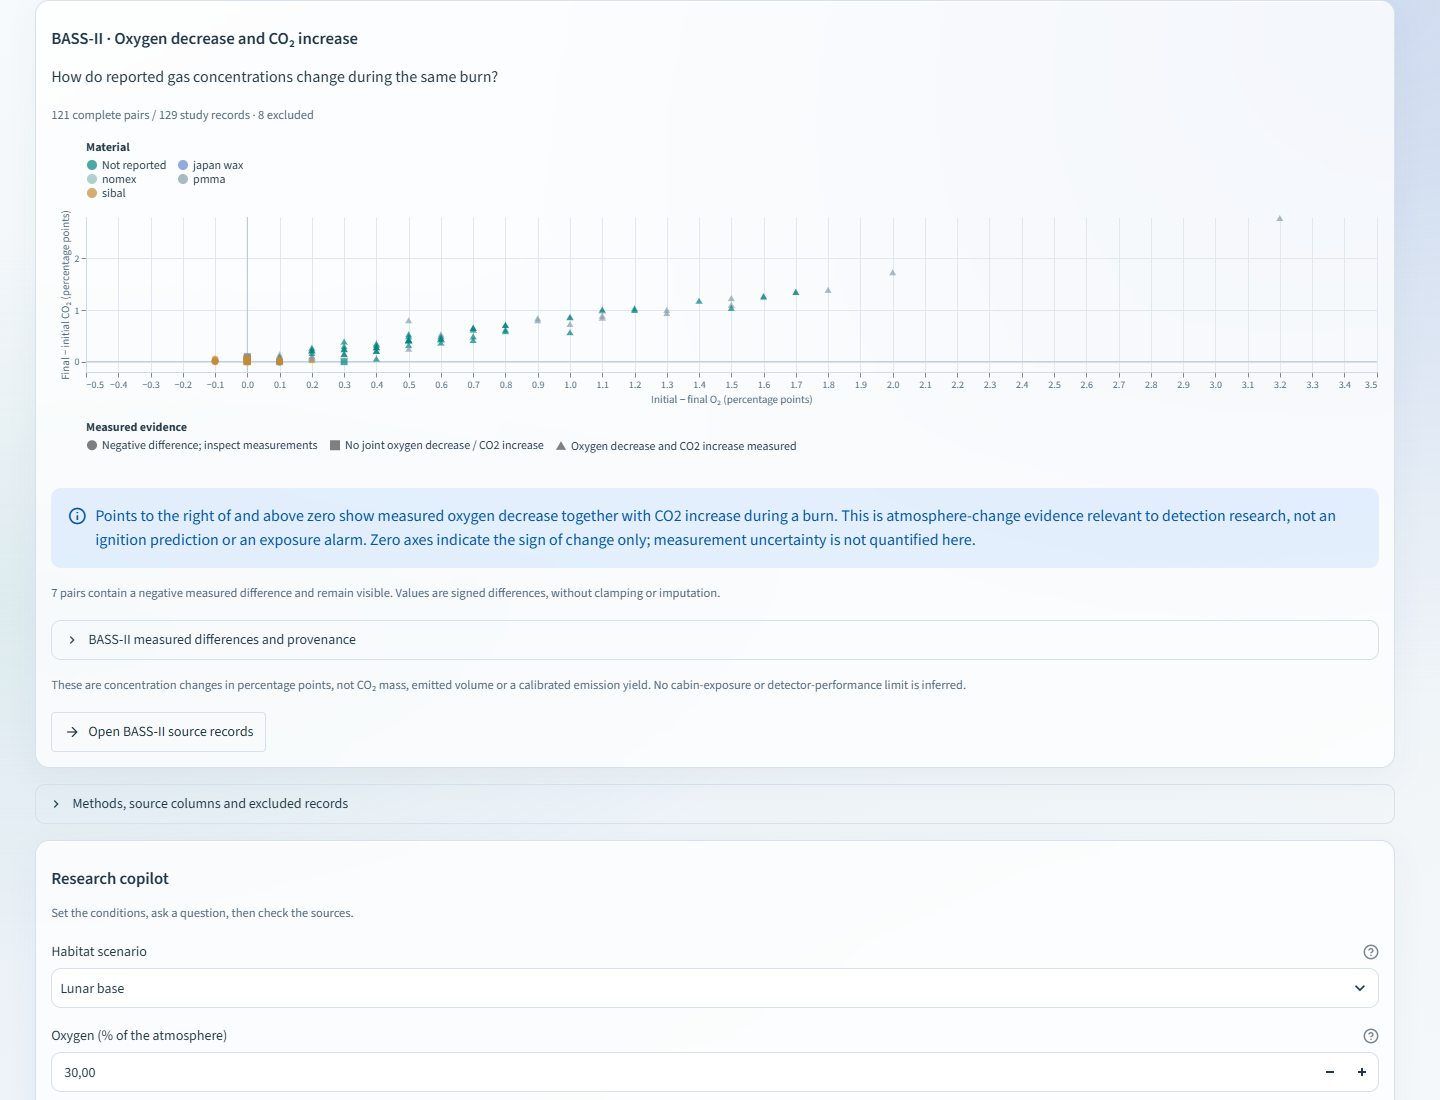 BASS-II · Oxygen decrease and CO₂ increase
How do reported gas concentrations change during the same burn?
121 complete pairs / 129 study records · 8 excluded
Material
Not reported
japan wax
nomex
pmma
sibal
Final − initial CO₂ (percentage points)
2
1
0
−0.5 −0.4 −0.3 −0.2 −0.1 0.0 0.1 0.2 0.3 0.4 0.5 0.6 0.7 0.8 0.9 1.0 1.1 1.2 1.3 1.4 1.5 1.6 1.7 1.8 1.9 2.0 2.1 2.2 2.3 2.4 2.5 2.6 2.7 2.8 2.9 3.0 3.1 3.2 3.3 3.4 3.5
Initial − final O₂ (percentage points)
Measured evidence
Negative difference; inspect measurements No joint oxygen decrease / CO2 increase Oxygen decrease and CO2 increase measured
Points to the right of and above zero show measured oxygen decrease together with CO2 increase during a burn. This is atmosphere-change evidence relevant to detection research, not an
ignition prediction or an exposure alarm. Zero axes indicate the sign of change only; measurement uncertainty is not quantified here.
7 pairs contain a negative measured difference and remain visible. Values are signed differences, without clamping or imputation.
BASS-II measured differences and provenance
These are concentration changes in percentage points, not CO₂ mass, emitted volume or a calibrated emission yield. No cabin-exposure or detector-performance limit is inferred.
Open BASS-II source records
Methods, source columns and excluded records
Research copilot
Set the conditions, ask a question, then check the sources.
Habitat scenario
Lunar base
Oxygen (% of the atmosphere)
30,00